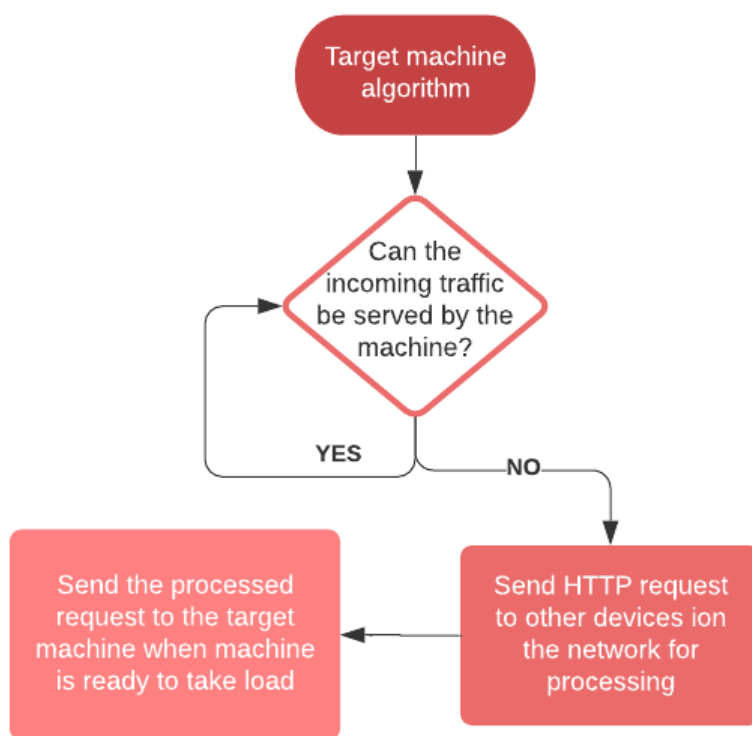 Target machine
algorithm
Can the
incoming traffic
be served by the
machine?
YES
NO
Send the processed
request to the target
machine when machine
is ready to take load
Send HTTP request
to other devices ion
the network for
processing